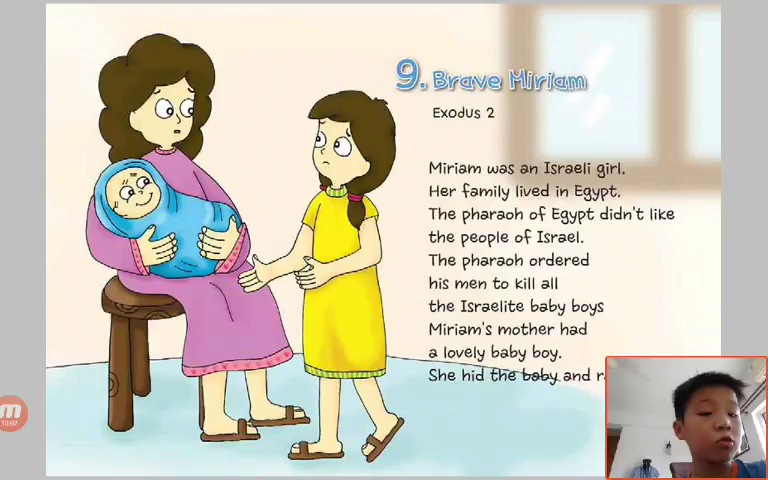 9. Brave Miriam
Exodus 2
Miriam was an Israeli girl.
Her family lived in Egypt.
The pharaoh of Egypt didn't like
the people of Israel.
The pharaoh ordered
his men to kill all
the Israelite baby boys
Miriam's mother had
a lovely baby boy.
She hid the baby and
10:02